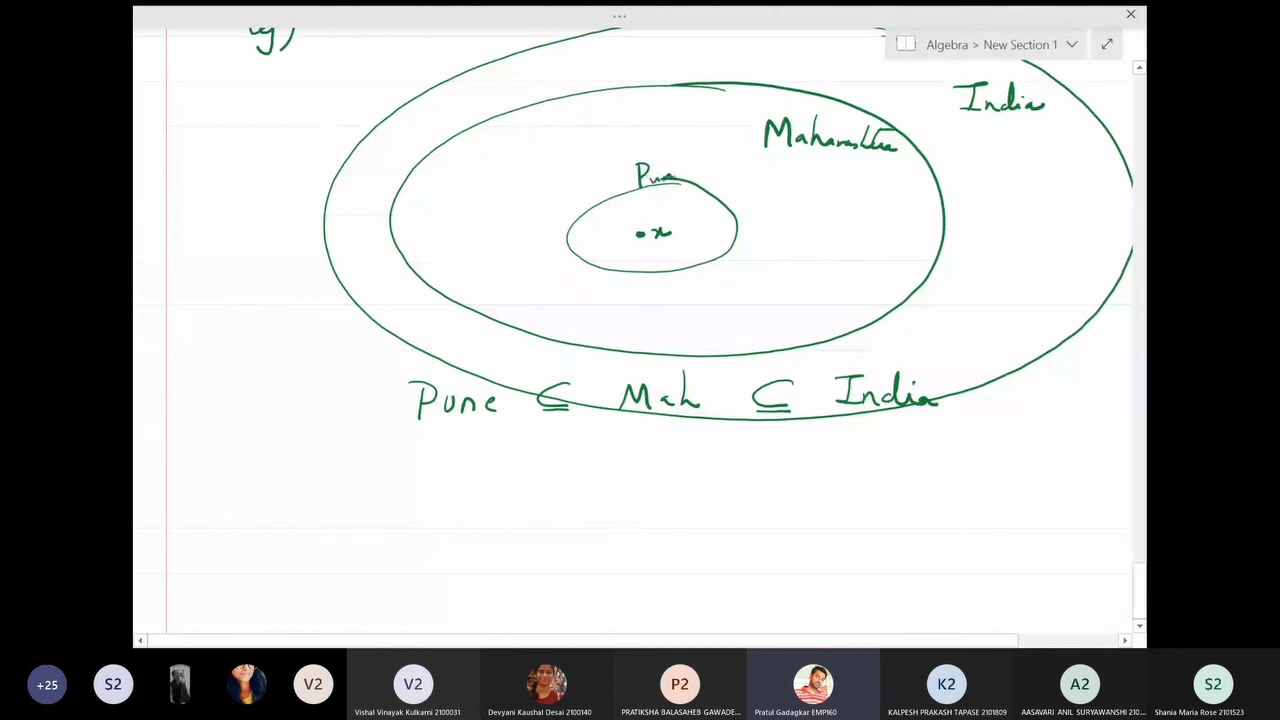 eg)
Algebra > New Section 1
India
Maharashtra
Pune
x
Pune ⊆ Mah ⊆ India
+25
S2
V2
V2
P2
K2
A2
S2
Vishal Vinayak Kulkarni 2100031
Devyani Kaushal Desai 2100140
PRATIKSHA BALASAHEB GAWADE...
Pratul Gadagkar EMP160
KALPESH PRAKASH TAPASE 2101809
AASAVARI ANIL SURYAWANSHI 210...
Shania Maria Rose 2101523